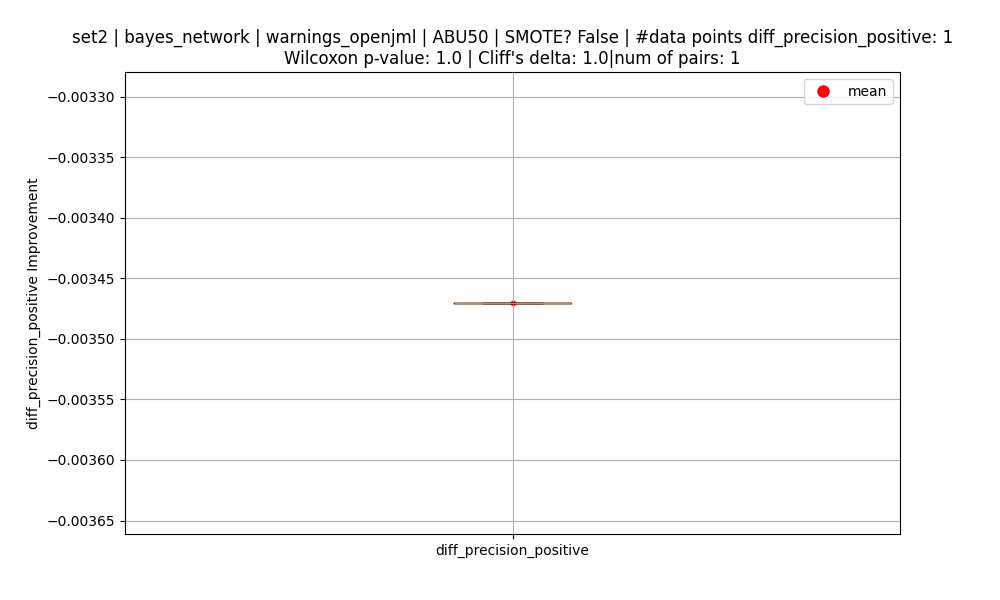 set2 | bayes_network | warnings_openjml | ABU50 | SMOTE? False | #data points diff_precision_positive: 1
Wilcoxon p-value: 1.0 | Cliff's delta: 1.0|num of pairs: 1
mean
−0.00330
−0.00335
−0.00340
−0.00345
−0.00350
−0.00355
−0.00360
−0.00365
diff_precision_positive Improvement
diff_precision_positive